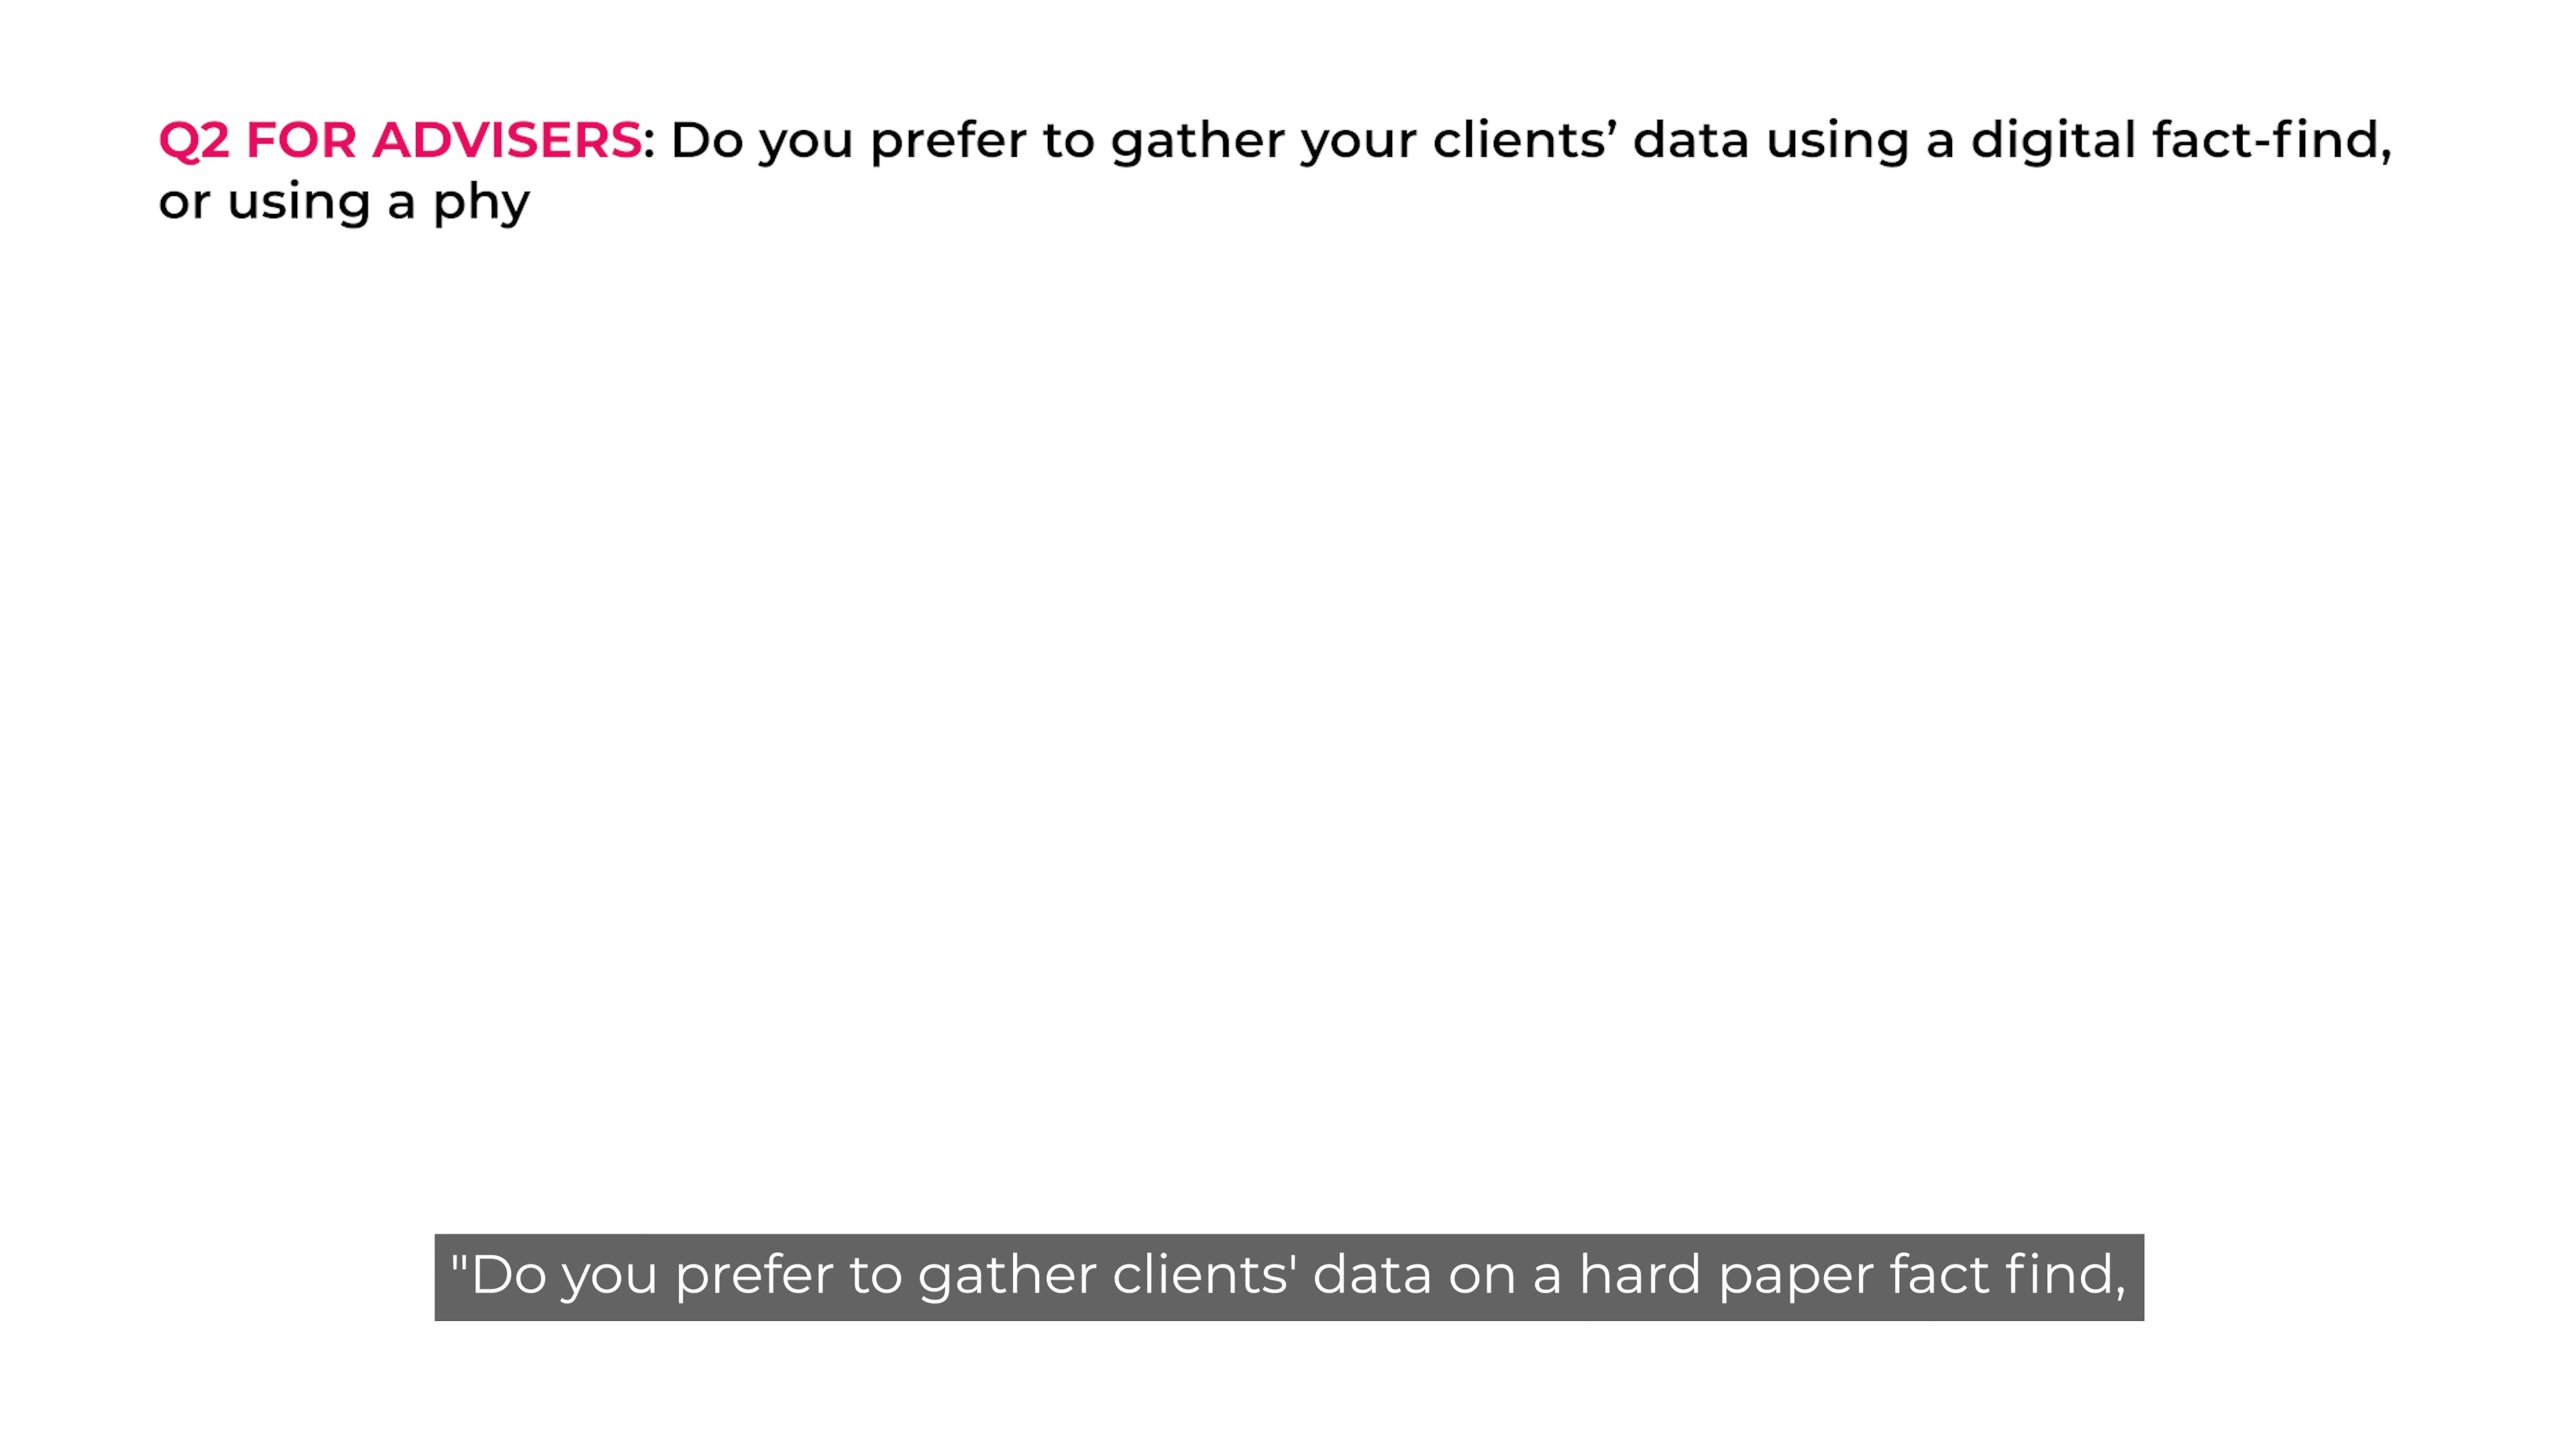 Q2 FOR ADVISERS: Do you prefer to gather your clients’ data using a digital fact-find,
or using a phy
"Do you prefer to gather clients' data on a hard paper fact find,